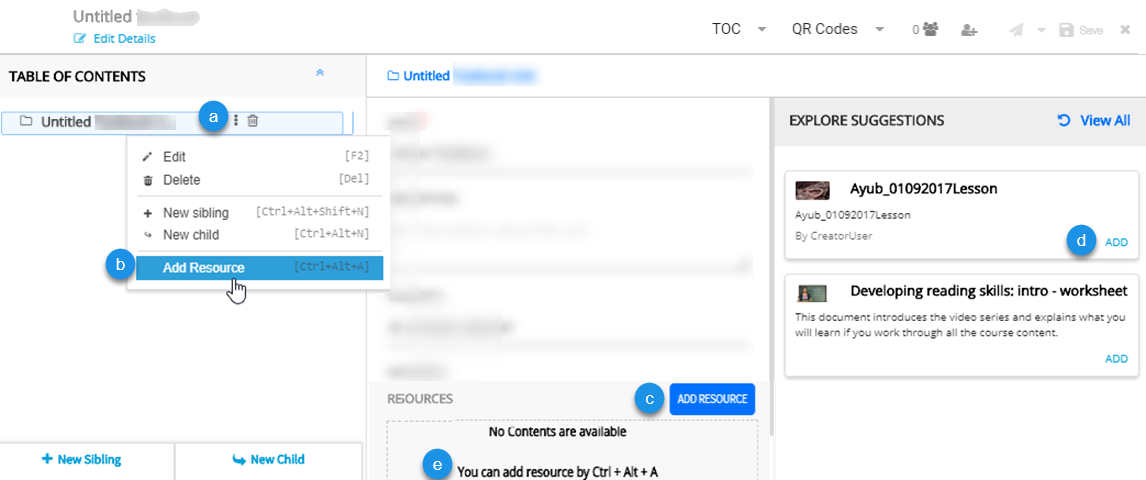 Untitled
Edit Details
TOC
QR Codes
0
Save
TABLE OF CONTENTS
Untitled
a
Edit [F2]
Delete [Del]
New sibling [Ctrl+Alt+Shift+N]
New child [Ctrl+Alt+N]
b
Add Resource [Ctrl+Alt+A]
New Sibling
New Child
Untitled
RESOURCES
c
ADD RESOURCE
No Contents are available
e
You can add resource by Ctrl + Alt + A
EXPLORE SUGGESTIONS
View All
Ayub_01092017Lesson
Ayub_01092017Lesson
By CreatorUser
d
ADD
Developing reading skills: intro - worksheet
This document introduces the video series and explains what you
will learn if you work through all the course content.
ADD